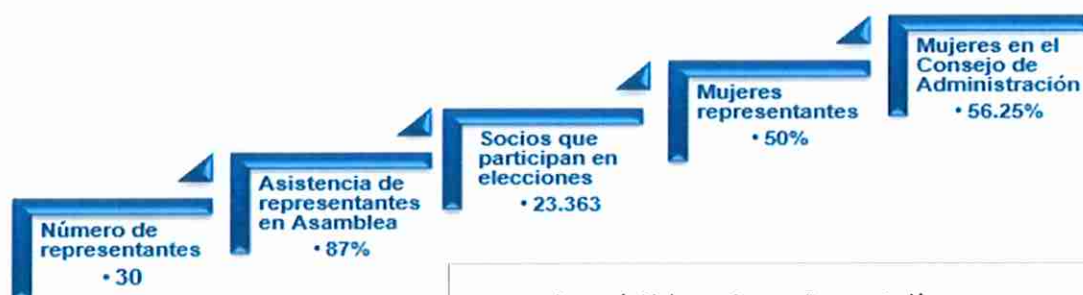 Número de
representantes
• 30
Asistencia de
representantes
en Asamblea
• 87%
Socios que
participan en
elecciones
• 23.363
Mujeres
representantes
• 50%
Mujeres en el
Consejo de
Administración
• 56.25%